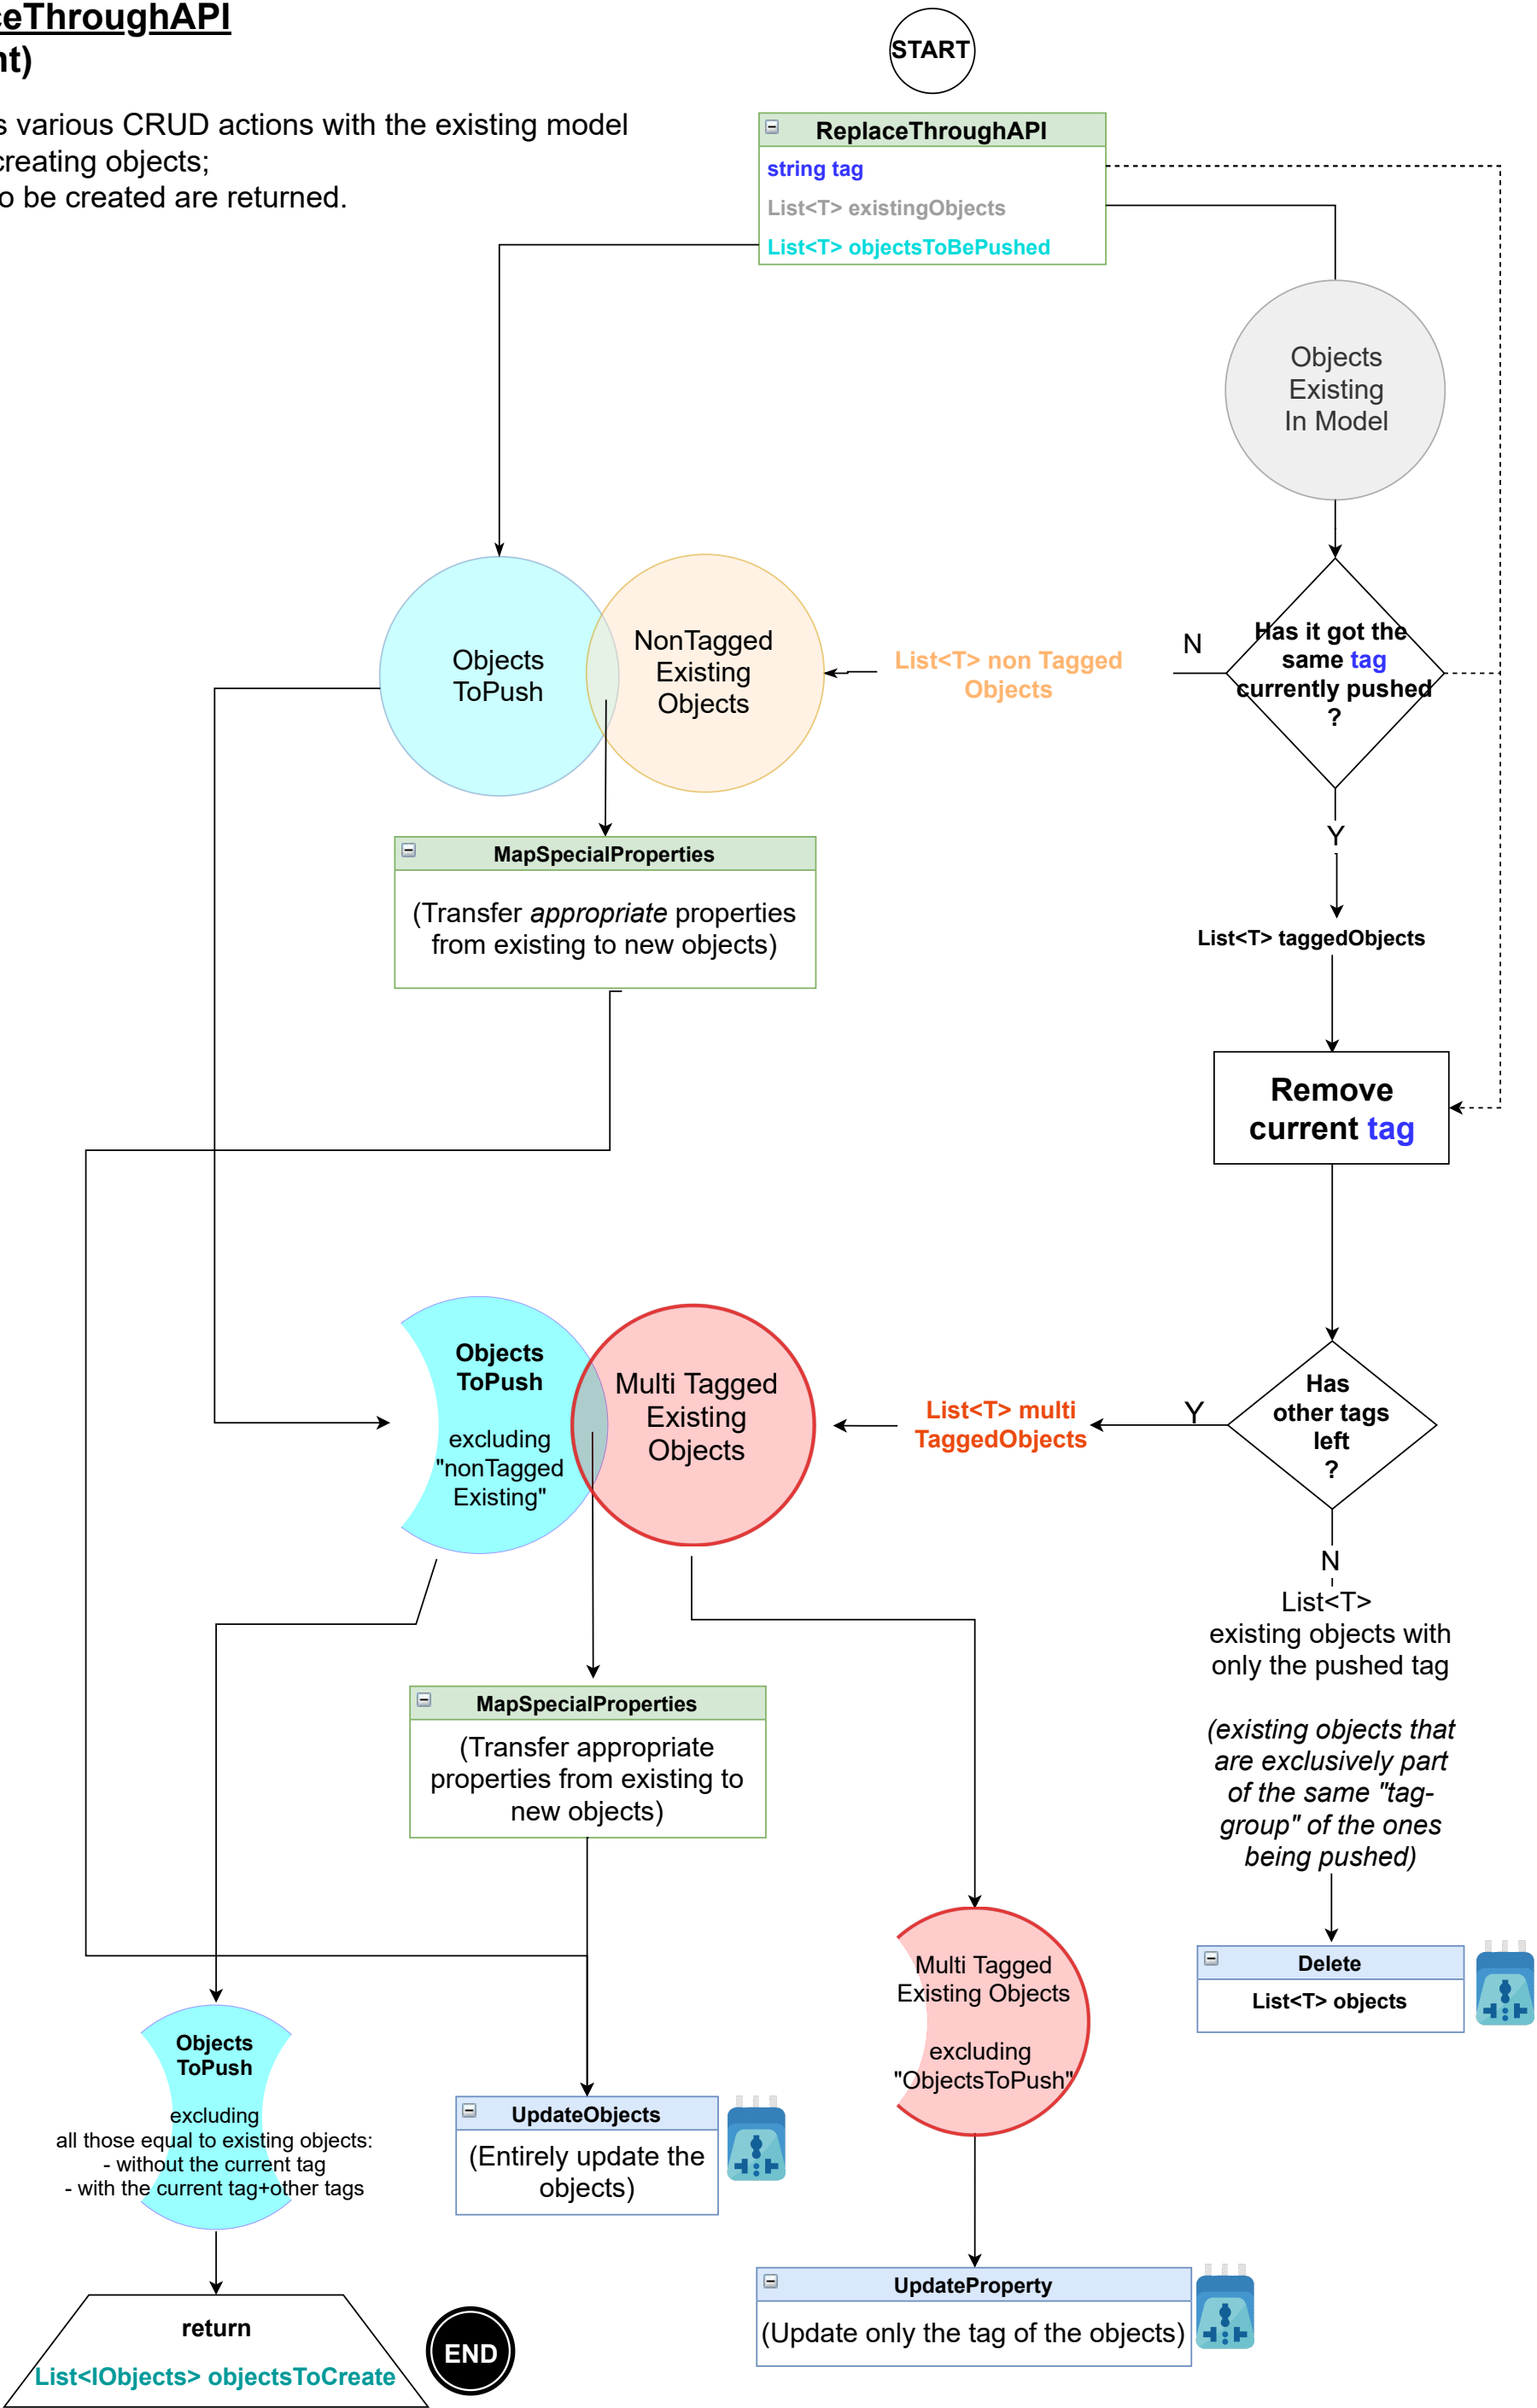 ceThroughAPI
nt)
s various CRUD actions with the existing model
creating objects;
o be created are returned.
START
ReplaceThroughAPI
string tag
List<T> existingObjects
List<T> objectsToBePushed
Objects
Existing
In Model
Objects
ToPush
NonTagged
Existing
Objects
List<T> non Tagged
Objects
N
Has it got the
same tag
currently pushed
?
Y
MapSpecialProperties
(Transfer appropriate properties
from existing to new objects)
List<T> taggedObjects
Remove
current tag
Objects
ToPush
excluding
"nonTagged
Existing"
Multi Tagged
Existing
Objects
List<T> multi
TaggedObjects
Y
Has
other tags
left
?
N
List<T>
existing objects with
only the pushed tag
(existing objects that
are exclusively part
of the same "tag-
group" of the ones
being pushed)
MapSpecialProperties
(Transfer appropriate
properties from existing to
new objects)
Multi Tagged
Existing Objects
excluding
"ObjectsToPush"
Delete
List<T> objects
Objects
ToPush
excluding
all those equal to existing objects:
- without the current tag
- with the current tag+other tags
UpdateObjects
(Entirely update the
objects)
UpdateProperty
(Update only the tag of the objects)
return
List<IObjects> objectsToCreate
END